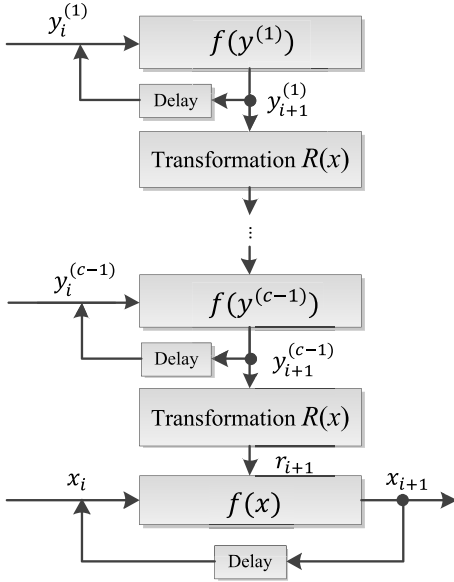 y_i^{(1)}
f(y^{(1)})
Delay
y_{i+1}^{(1)}
Transformation R(x)
...
y_i^{(c-1)}
f(y^{(c-1)})
Delay
y_{i+1}^{(c-1)}
Transformation R(x)
r_{i+1}
x_i
f(x)
x_{i+1}
Delay